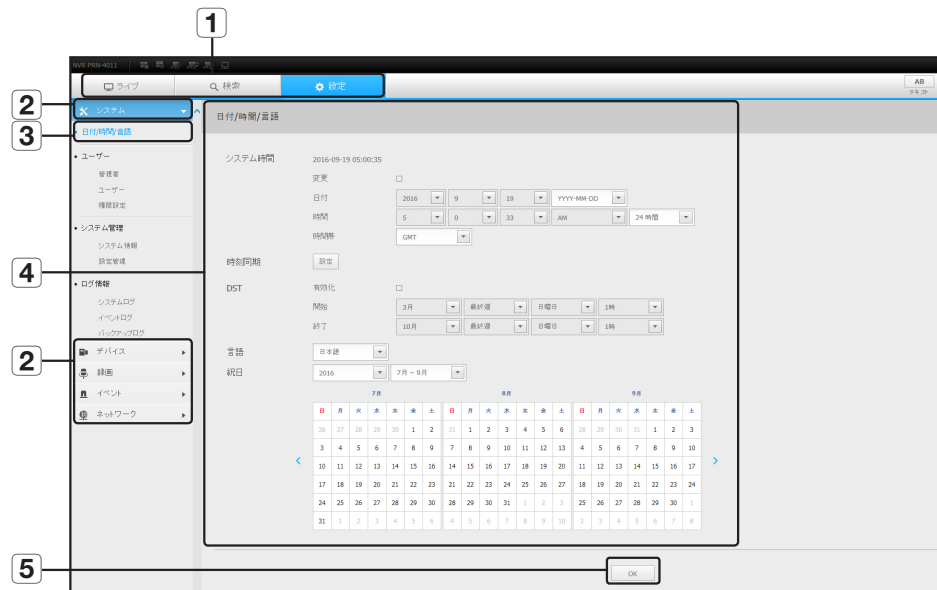 1
NVR PRN-4011
ライブ
検索
設定
AB
テキスト
2
システム
3
日付/時間/言語
ユーザー
管理者
ユーザー
権限設定
システム管理
システム情報
設定管理
ログ情報
システムログ
イベントログ
バックアップログ
2
デバイス
録画
イベント
ネットワーク
4
日付/時間/言語
システム時間 2016-09-19 05:00:35
変更
日付 2016 9 19 YYYY-MM-DD
時間 5 0 33 AM 24 時間
時間帯 GMT
時刻同期 設定
DST 有効化
開始 3月 最終週 日曜日 1時
終了 10月 最終週 日曜日 1時
言語 日本語
祝日 2016 7月 ~ 9月
7月 8月 9月
日 月 火 水 木 金 土 日 月 火 水 木 金 土 日 月 火 水 木 金 土
26 27 28 29 30 1 2 31 1 2 3 4 5 6 28 29 30 31 1 2 3
3 4 5 6 7 8 9 7 8 9 10 11 12 13 4 5 6 7 8 9 10
10 11 12 13 14 15 16 14 15 16 17 18 19 20 11 12 13 14 15 16 17
17 18 19 20 21 22 23 21 22 23 24 25 26 27 18 19 20 21 22 23 24
24 25 26 27 28 29 30 28 29 30 31 1 2 3 25 26 27 28 29 30 1
31 1 2 3 4 5 6 4 5 6 7 8 9 10 2 3 4 5 6 7 8
5
OK